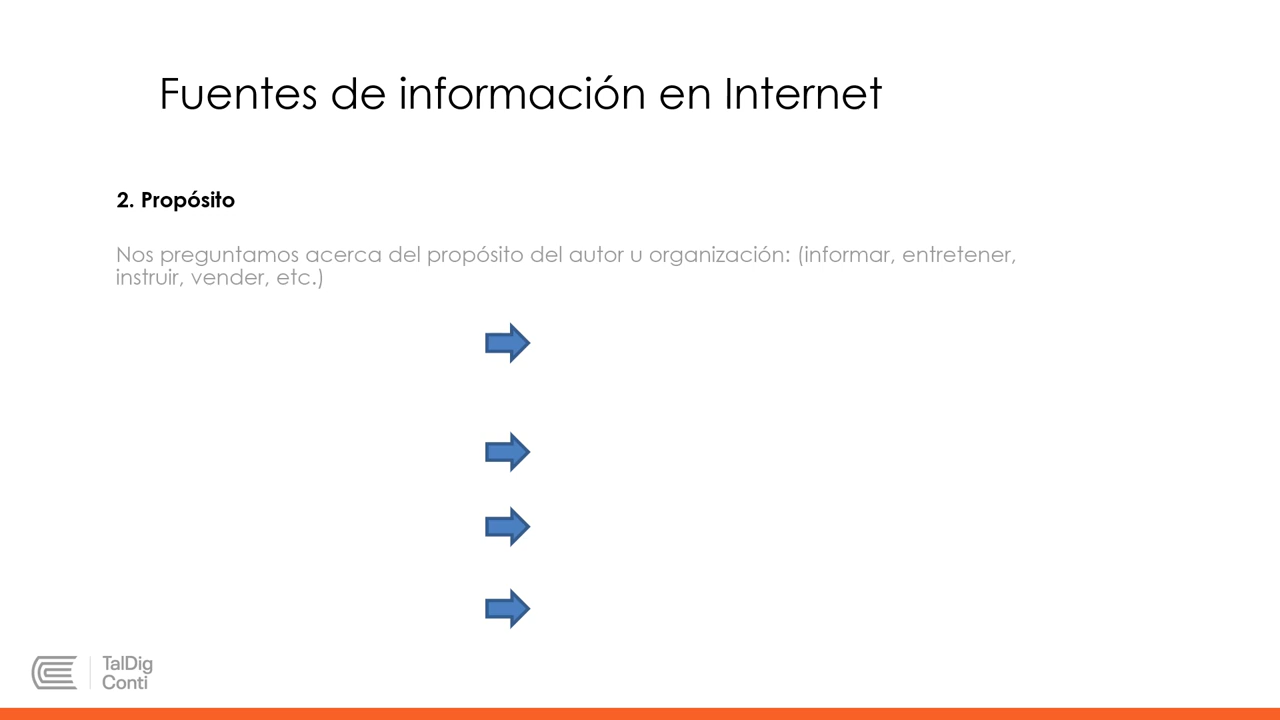 Fuentes de información en Internet
2. Propósito
Nos preguntamos acerca del propósito del autor u organización: (informar, entretener,
instruir, vender, etc.)
TalDig
Conti